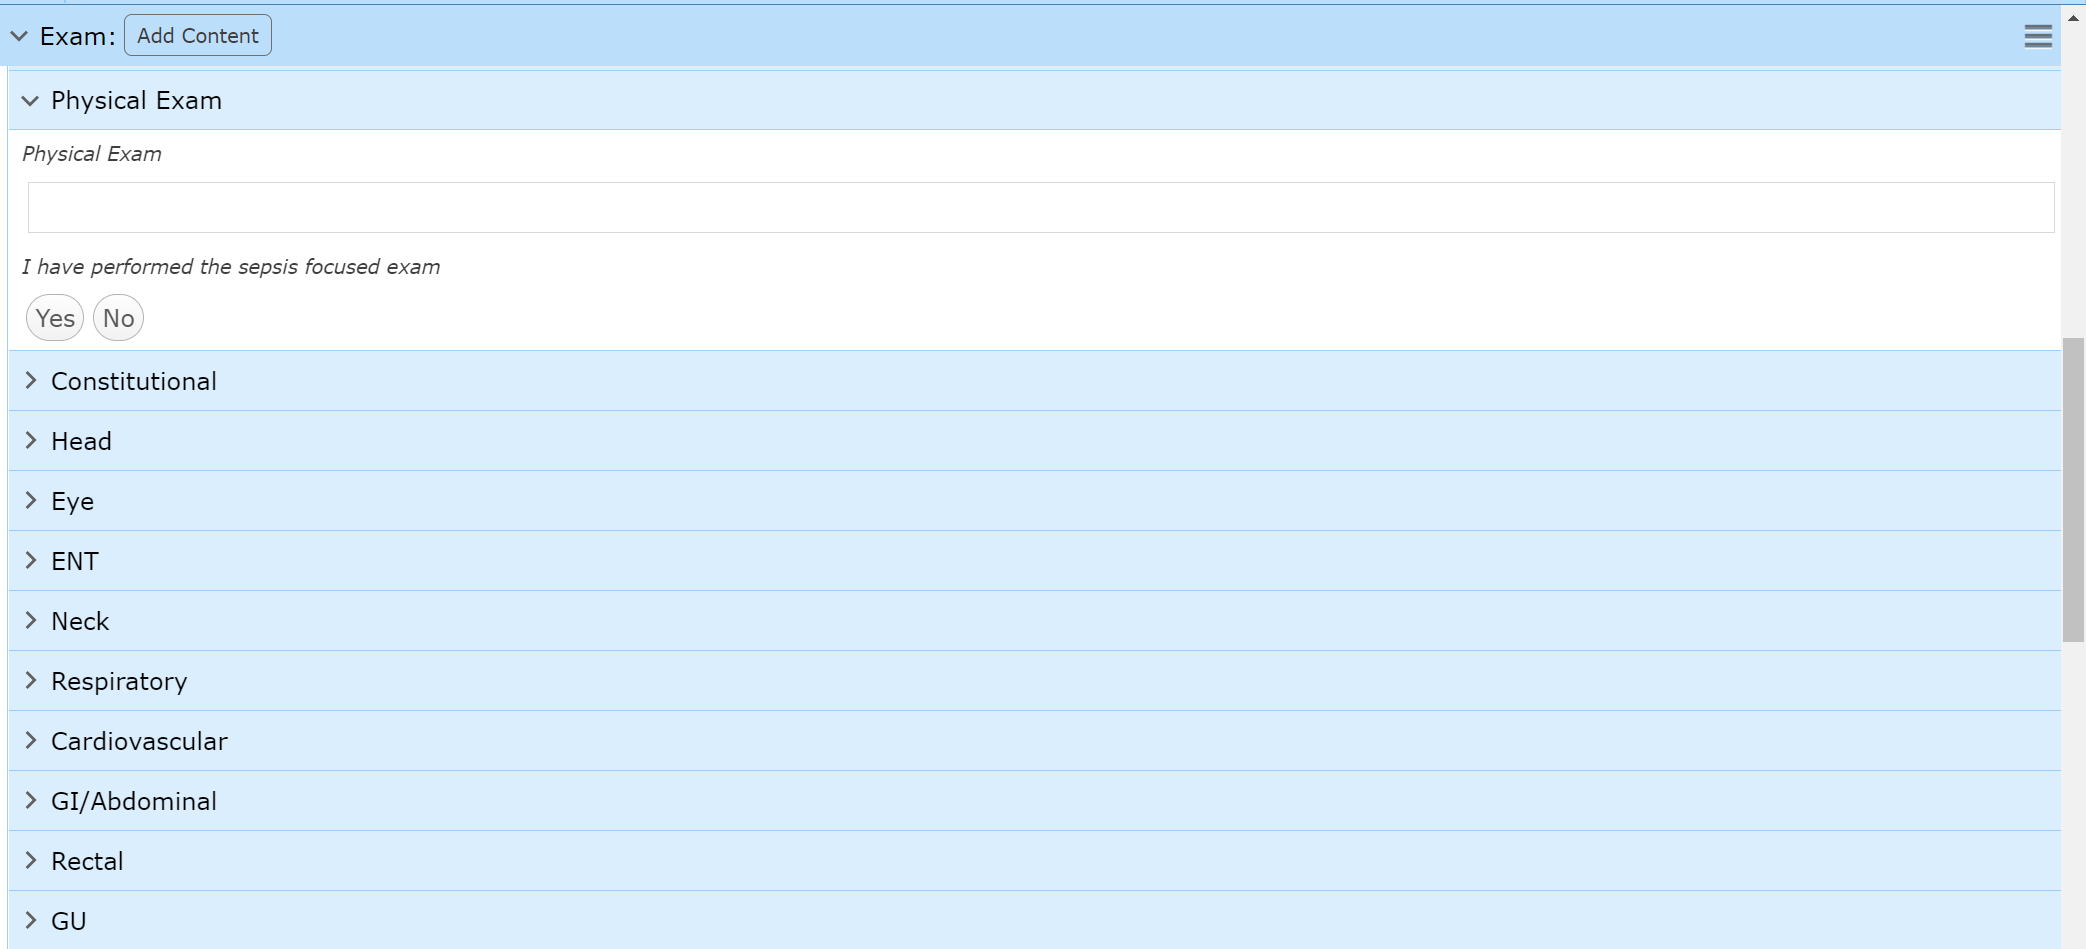 Exam: Add Content
Physical Exam
Physical Exam
I have performed the sepsis focused exam
Yes No
Constitutional
Head
Eye
ENT
Neck
Respiratory
Cardiovascular
GI/Abdominal
Rectal
GU